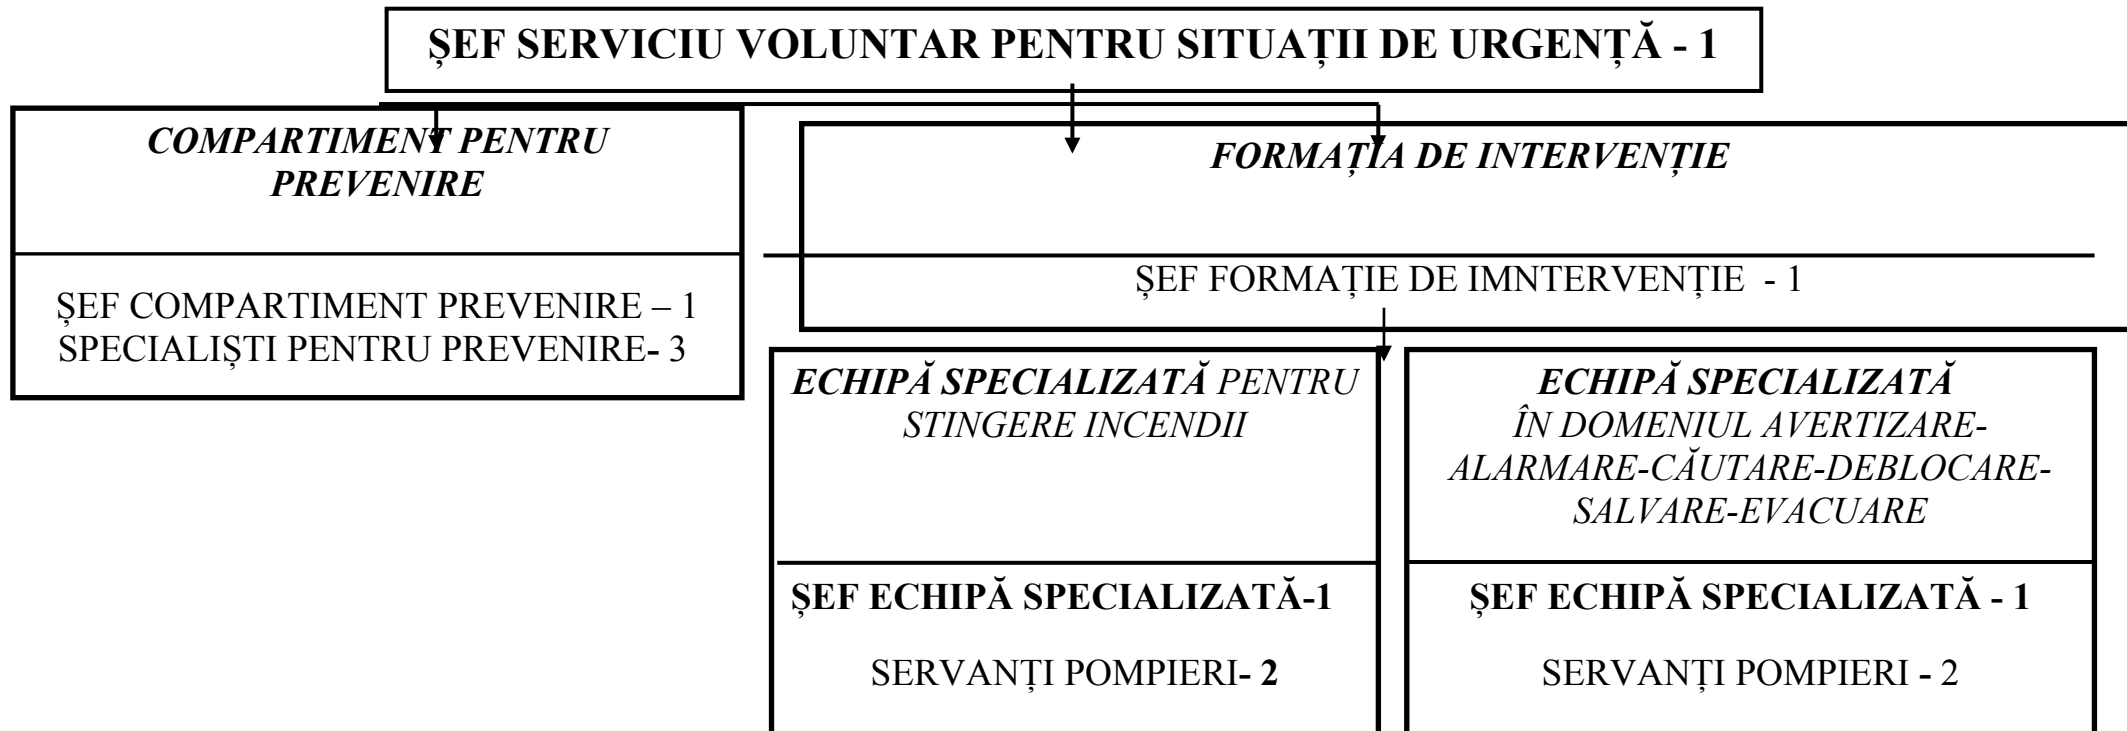 ȘEF SERVICIU VOLUNTAR PENTRU SITUAȚII DE URGENȚĂ - 1
COMPARTIMENT PENTRU
PREVENIRE
ȘEF COMPARTIMENT PREVENIRE – 1
SPECIALIȘTI PENTRU PREVENIRE- 3
FORMAȚIA DE INTERVENȚIE
ȘEF FORMAȚIE DE IMNTERVENȚIE - 1
ECHIPĂ SPECIALIZATĂ PENTRU
STINGERE INCENDII
ȘEF ECHIPĂ SPECIALIZATĂ-1
SERVANȚI POMPIERI- 2
ECHIPĂ SPECIALIZATĂ
ÎN DOMENIUL AVERTIZARE-
ALARMARE-CĂUTARE-DEBLOCARE-
SALVARE-EVACUARE
ȘEF ECHIPĂ SPECIALIZATĂ - 1
SERVANȚI POMPIERI - 2